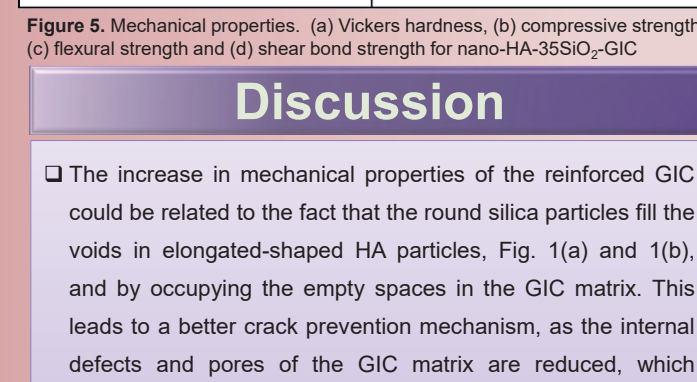 Figure 5. Mechanical properties. (a) Vickers hardness, (b) compressive strength
(c) flexural strength and (d) shear bond strength for nano-HA-35SiO₂-GIC
Discussion
❑ The increase in mechanical properties of the reinforced GIC
could be related to the fact that the round silica particles fill the
voids in elongated-shaped HA particles, Fig. 1(a) and 1(b),
and by occupying the empty spaces in the GIC matrix. This
leads to a better crack prevention mechanism, as the internal
defects and pores of the GIC matrix are reduced, which